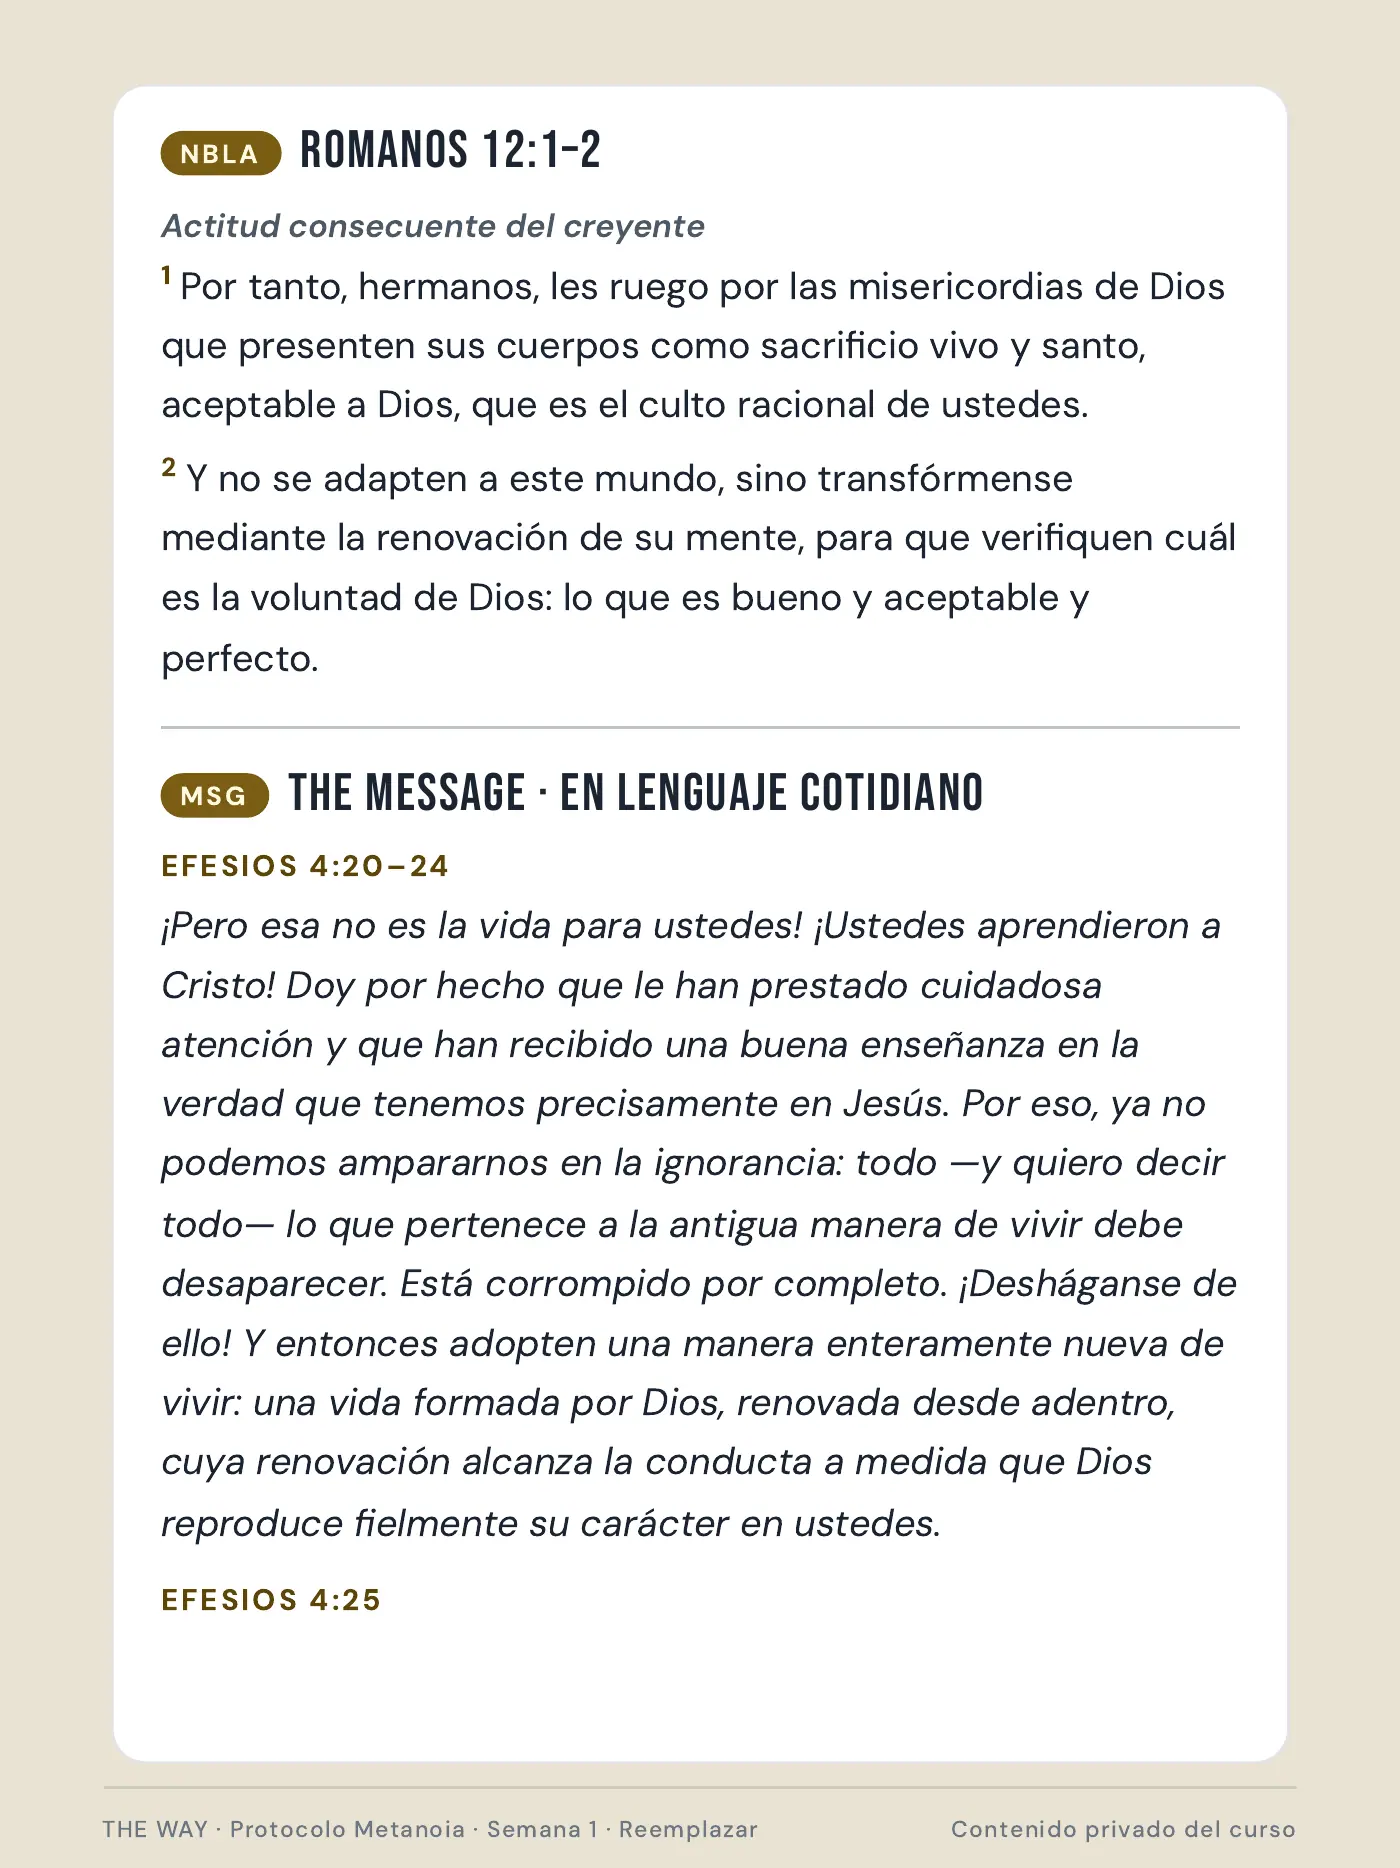 NBLA ROMANOS 12:1–2
Actitud consecuente del creyente
1 Por tanto, hermanos, les ruego por las misericordias de Dios
que presenten sus cuerpos como sacrificio vivo y santo,
aceptable a Dios, que es el culto racional de ustedes.
2 Y no se adapten a este mundo, sino transfórmense
mediante la renovación de su mente, para que verifiquen cuál
es la voluntad de Dios: lo que es bueno y aceptable y
perfecto.
MSG THE MESSAGE · EN LENGUAJE COTIDIANO
EFESIOS 4:20–24
¡Pero esa no es la vida para ustedes! ¡Ustedes aprendieron a
Cristo! Doy por hecho que le han prestado cuidadosa
atención y que han recibido una buena enseñanza en la
verdad que tenemos precisamente en Jesús. Por eso, ya no
podemos ampararnos en la ignorancia: todo —y quiero decir
todo— lo que pertenece a la antigua manera de vivir debe
desaparecer. Está corrompido por completo. ¡Desháganse de
ello! Y entonces adopten una manera enteramente nueva de
vivir: una vida formada por Dios, renovada desde adentro,
cuya renovación alcanza la conducta a medida que Dios
reproduce fielmente su carácter en ustedes.
EFESIOS 4:25
THE WAY · Protocolo Metanoia · Semana 1 · Reemplazar
Contenido privado del curso